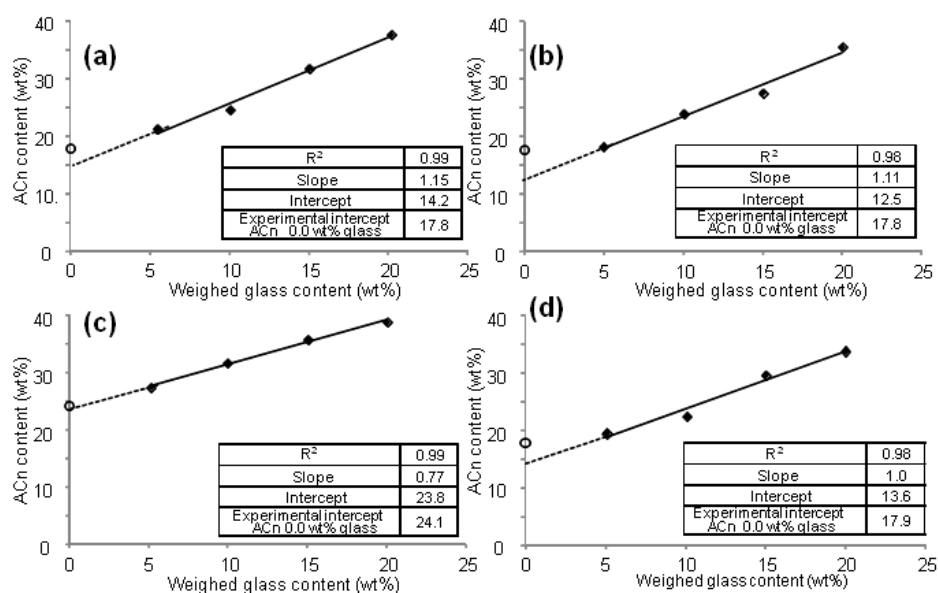 (a)
ACn content (wt%)
40
30
20
10.
0
R² 0.99
Slope 1.15
Intercept 14.2
Experimental intercept
ACn 0.0 wt% glass 17.8
0 5 10 15 20 25
Weighed glass content (wt%)
(b)
ACn content (wt%)
40
30
20
10
0
R² 0.98
Slope 1.11
Intercept 12.5
Experimental intercept
ACn 0.0 wt% glass 17.8
0 5 10 15 20 25
Weighed glass content (wt%)
(c)
ACn content (wt%)
40
30
20
10
0
R² 0.99
Slope 0.77
Intercept 23.8
Experimental intercept
ACn 0.0 wt% glass 24.1
0 5 10 15 20 25
Weighed glass content (wt%)
(d)
ACn content (wt%)
40
30
20
10
0
R² 0.98
Slope 1.0
Intercept 13.6
Experimental intercept
ACn 0.0 wt% glass 17.9
0 5 10 15 20 25
Weighed glass content (wt%)